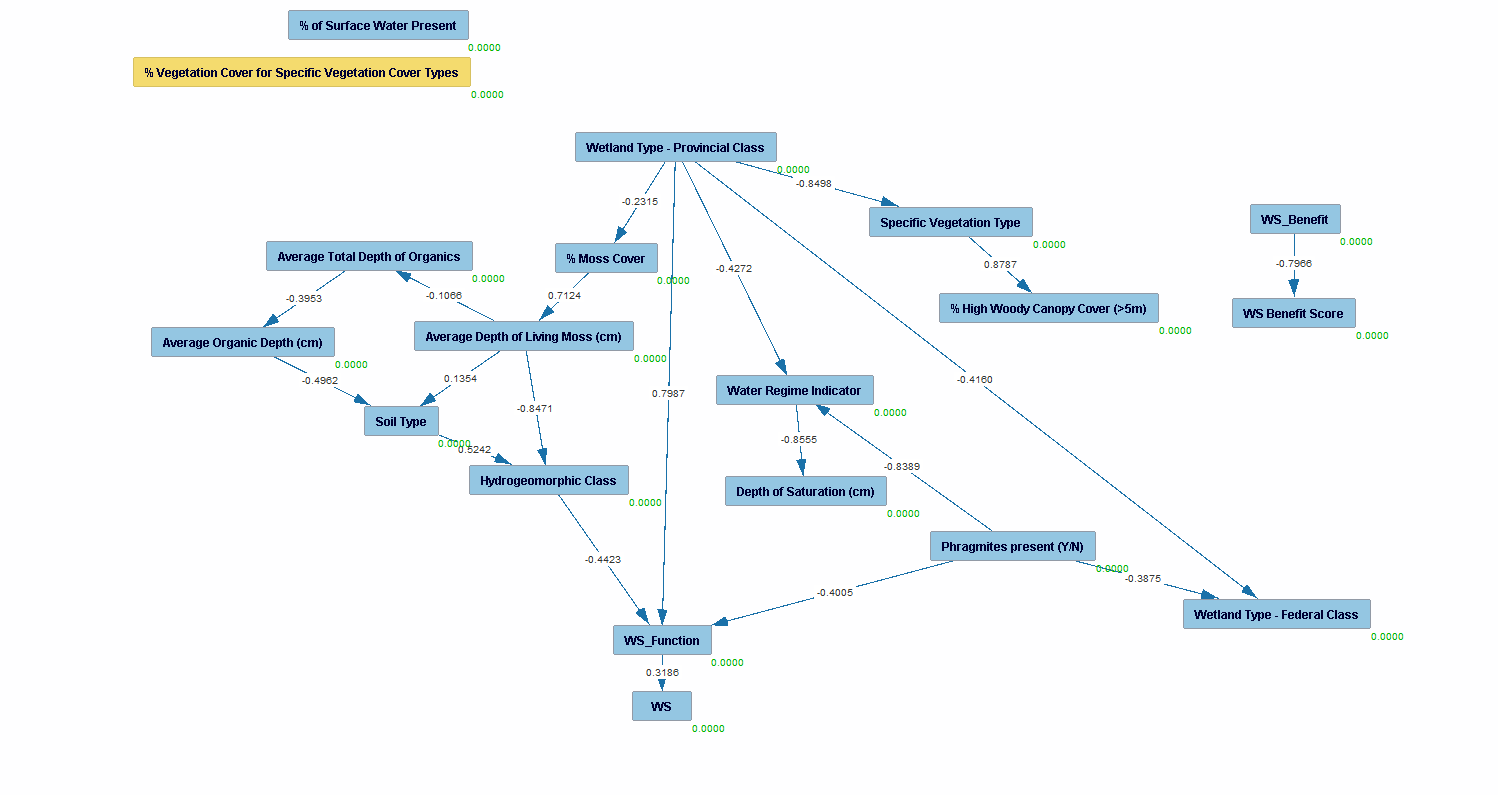 % of Surface Water Present
0.0000
% Vegetation Cover for Specific Vegetation Cover Types
0.0000
Wetland Type - Provincial Class
0.0000
-0.8498
-0.2315
Specific Vegetation Type
0.0000
WS_Benefit
0.0000
Average Total Depth of Organics
0.0000
% Moss Cover
0.0000
-0.4272
0.8787
-0.7966
-0.3953
-0.1066
0.7124
% High Woody Canopy Cover (>5m)
0.0000
WS Benefit Score
0.0000
Average Organic Depth (cm)
0.0000
Average Depth of Living Moss (cm)
0.0000
-0.4962
0.1354
-0.4160
0.7987
Water Regime Indicator
0.0000
-0.8471
Soil Type
0.0000
0.5242
-0.8555
-0.8389
Hydrogeomorphic Class
0.0000
Depth of Saturation (cm)
0.0000
Phragmites present (Y/N)
0.0000
-0.4423
-0.3875
-0.4005
Wetland Type - Federal Class
0.0000
WS_Function
0.0000
0.3186
WS
0.0000